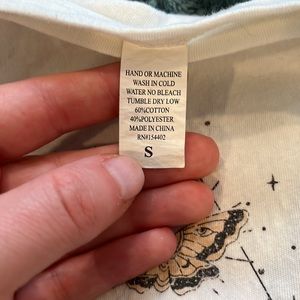 HAND OR MACHINE
WASH IN COLD
WATER NO BLEACH
TUMBLE DRY LOW
60%COTTON
40%POLYESTER
MADE IN CHINA
RN#154402
S